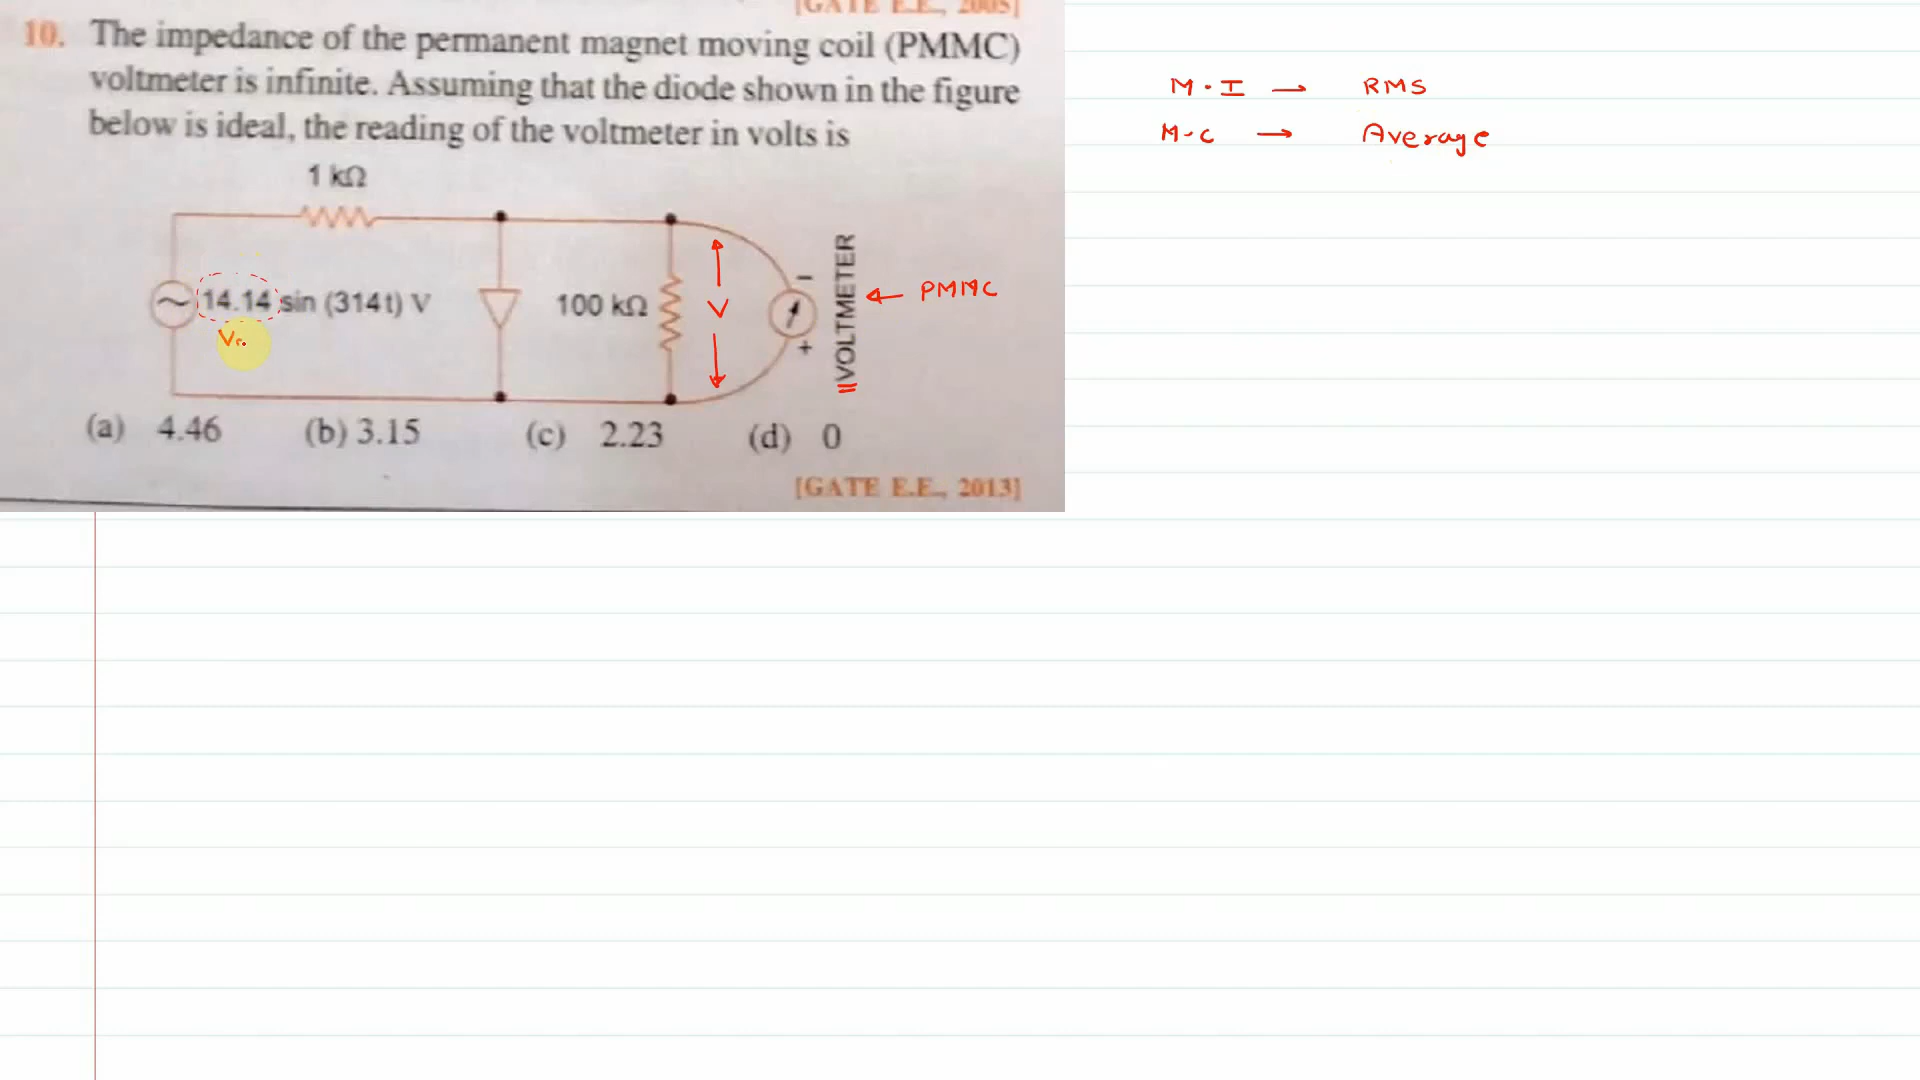 [GATE E.E., 2005]
10. The impedance of the permanent magnet moving coil (PMMC)
voltmeter is infinite. Assuming that the diode shown in the figure
below is ideal, the reading of the voltmeter in volts is
1 kΩ
14.14 sin (314t) V
100 kΩ
V
−
+
VOLTMETER
PMMC
(a) 4.46 (b) 3.15 (c) 2.23 (d) 0
[GATE E.E., 2013]
M.I → RMS
M.C → Average